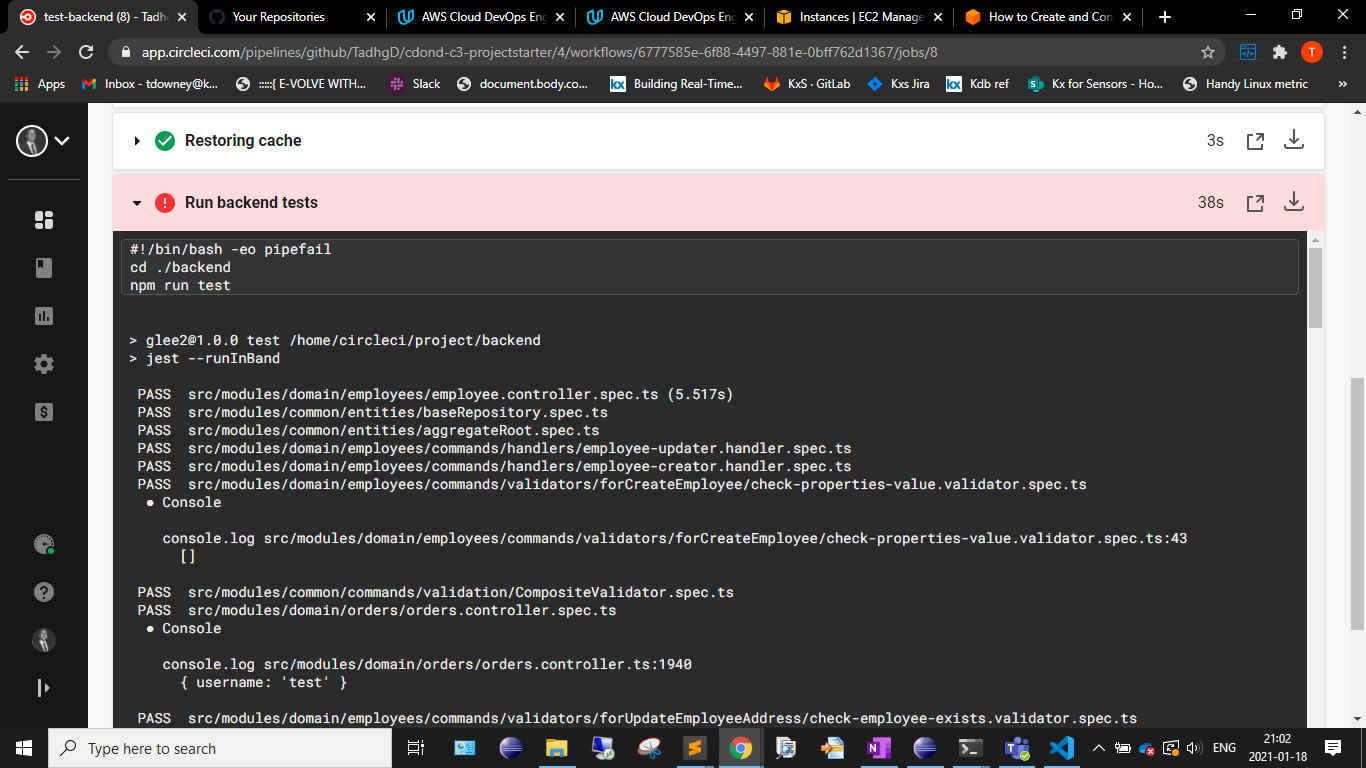 test-backend (8) - Tadh
Your Repositories
AWS Cloud DevOps Eng
AWS Cloud DevOps Eng
Instances | EC2 Manage
How to Create and Con
app.circleci.com/pipelines/github/TadhgD/cdond-c3-projectstarter/4/workflows/6777585e-6f88-4497-881e-0bff762d1367/jobs/8
T
Apps
Inbox - tdowney@k...
:::::{ E-VOLVE WITH...
Slack
document.body.co...
kx
Building Real-Time...
KxS · GitLab
Kxs Jira
kx
Kdb ref
Kx for Sensors - Ho...
Handy Linux metric
»
Restoring cache
3s
Run backend tests
38s
#!/bin/bash -eo pipefail
cd ./backend
npm run test
> glee2@1.0.0 test /home/circleci/project/backend
> jest --runInBand
PASS src/modules/domain/employees/employee.controller.spec.ts (5.517s)
PASS src/modules/common/entities/baseRepository.spec.ts
PASS src/modules/common/entities/aggregateRoot.spec.ts
PASS src/modules/domain/employees/commands/handlers/employee-updater.handler.spec.ts
PASS src/modules/domain/employees/commands/handlers/employee-creator.handler.spec.ts
PASS src/modules/domain/employees/commands/validators/forCreateEmployee/check-properties-value.validator.spec.ts
● Console
console.log src/modules/domain/employees/commands/validators/forCreateEmployee/check-properties-value.validator.spec.ts:43
[]
PASS src/modules/common/commands/validation/CompositeValidator.spec.ts
PASS src/modules/domain/orders/orders.controller.spec.ts
● Console
console.log src/modules/domain/orders/orders.controller.ts:1940
{ username: 'test' }
PASS src/modules/domain/employees/commands/validators/forUpdateEmployeeAddress/check-employee-exists.validator.spec.ts
Type here to search
ENG
21:02
2021-01-18